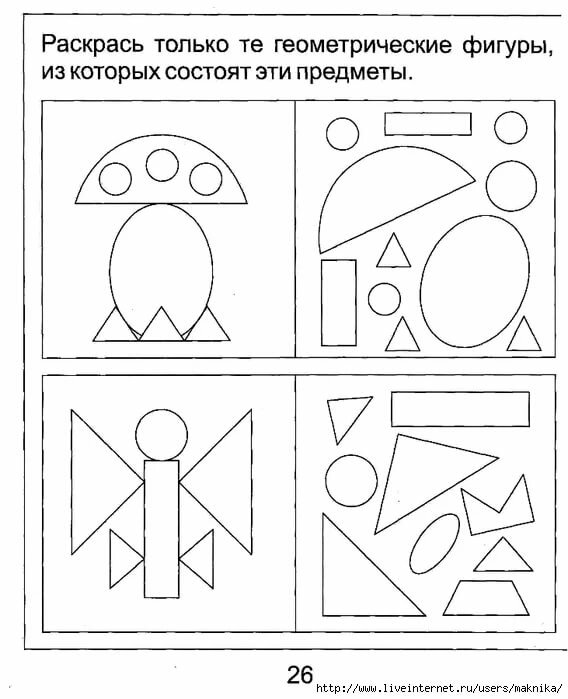 Раскрась только те геометрические фигуры,
из которых состоят эти предметы.
26
http://www.liveinternet.ru/users/maknika/